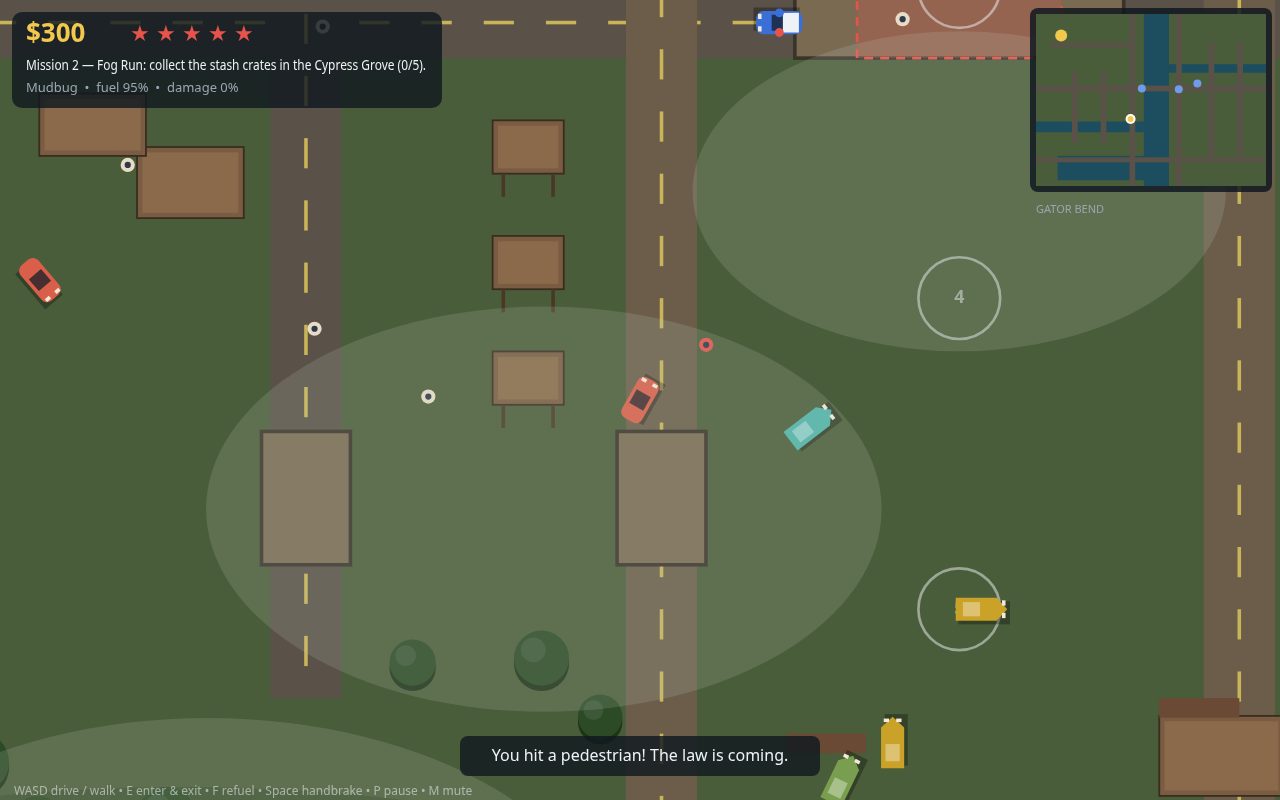 $300 ★ ★ ★ ★ ★
Mission 2 — Fog Run: collect the stash crates in the Cypress Grove (0/5).
Mudbug • fuel 95% • damage 0%
GATOR BEND
4
You hit a pedestrian! The law is coming.
WASD drive / walk • E enter & exit • F refuel • Space handbrake • P pause • M mute